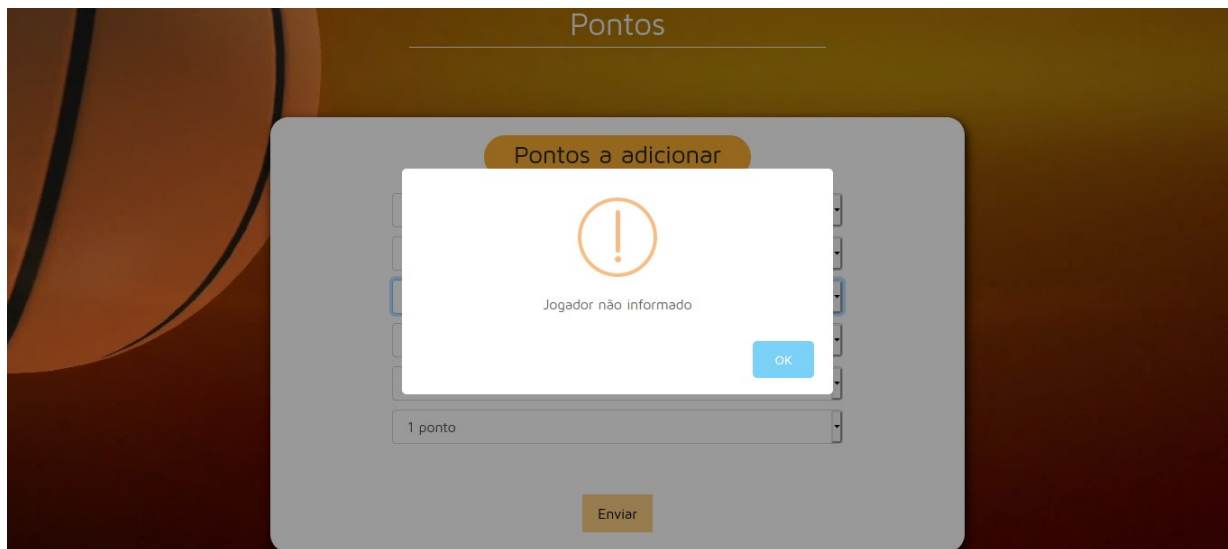 Pontos
Pontos a adicionar
Jogador não informado
OK
1 ponto
Enviar